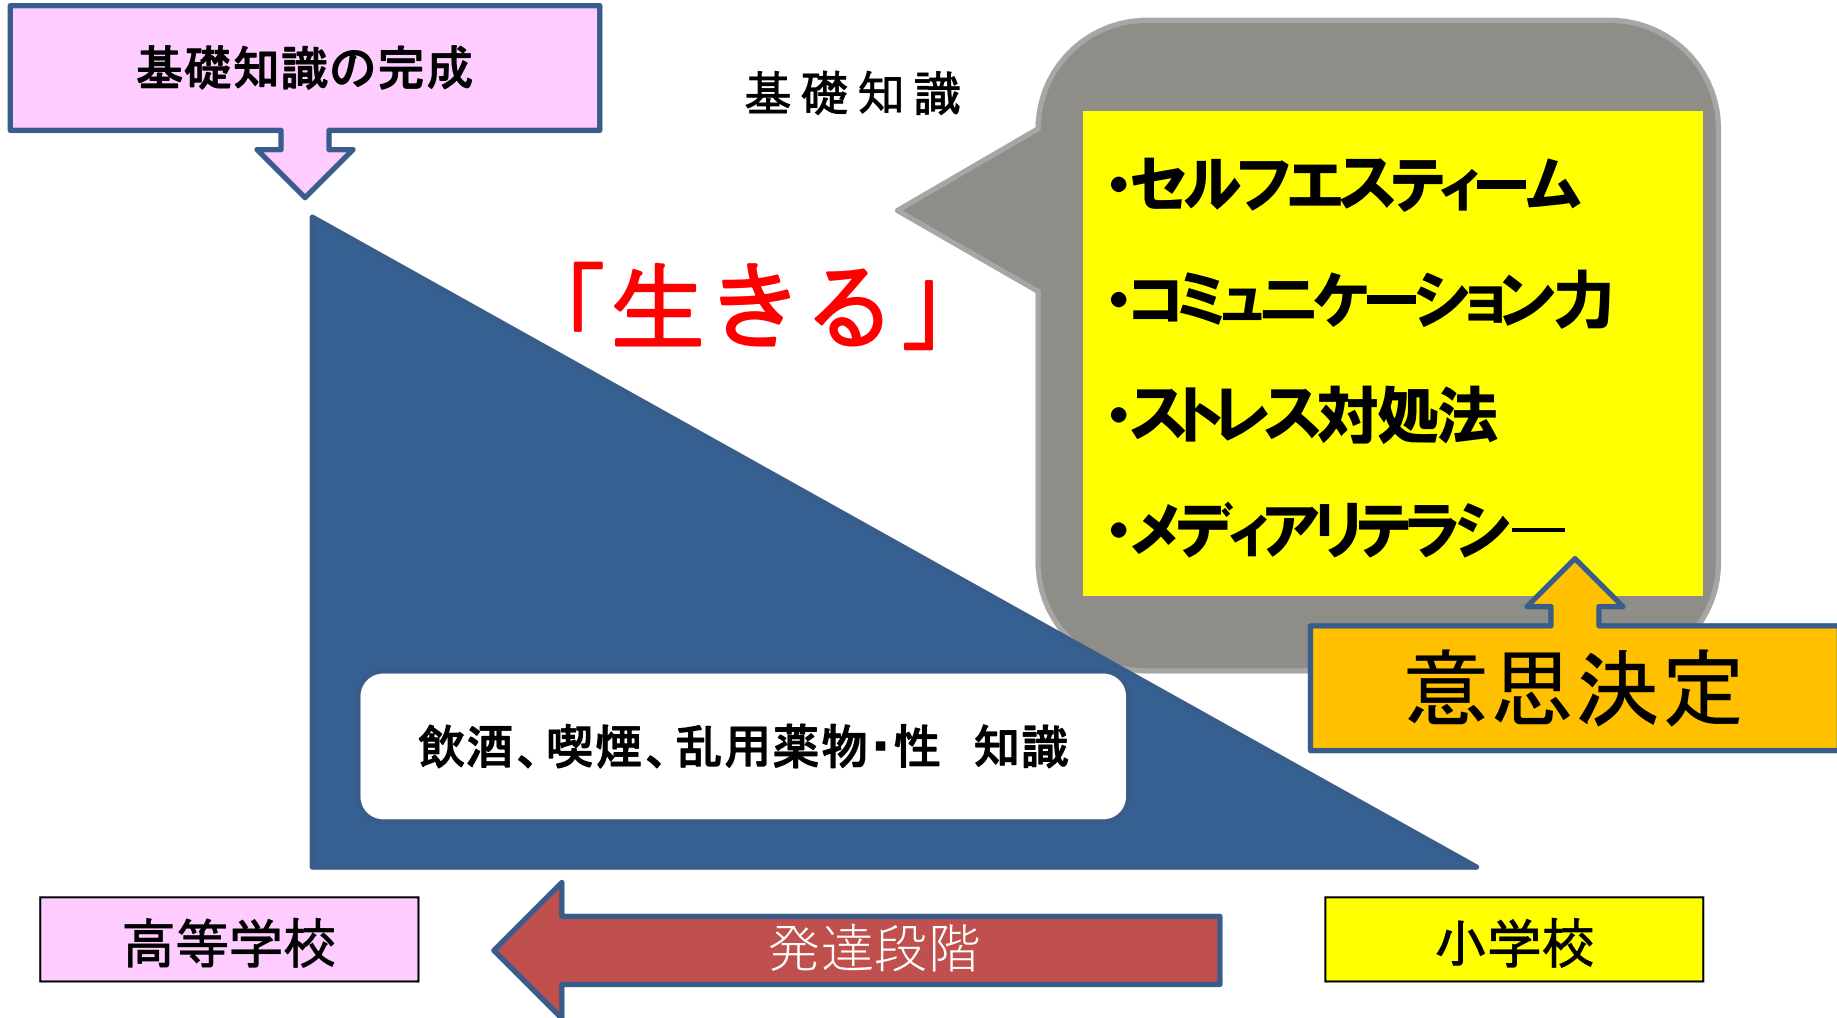 基礎知識の完成
基礎知識
・セルフエスティーム
「生きる」
・コミュニケーション力
・ストレス対処法
・メディアリテラシ―
意思決定
飲酒、喫煙、乱用薬物・性　知識
高等学校
発達段階
小学校